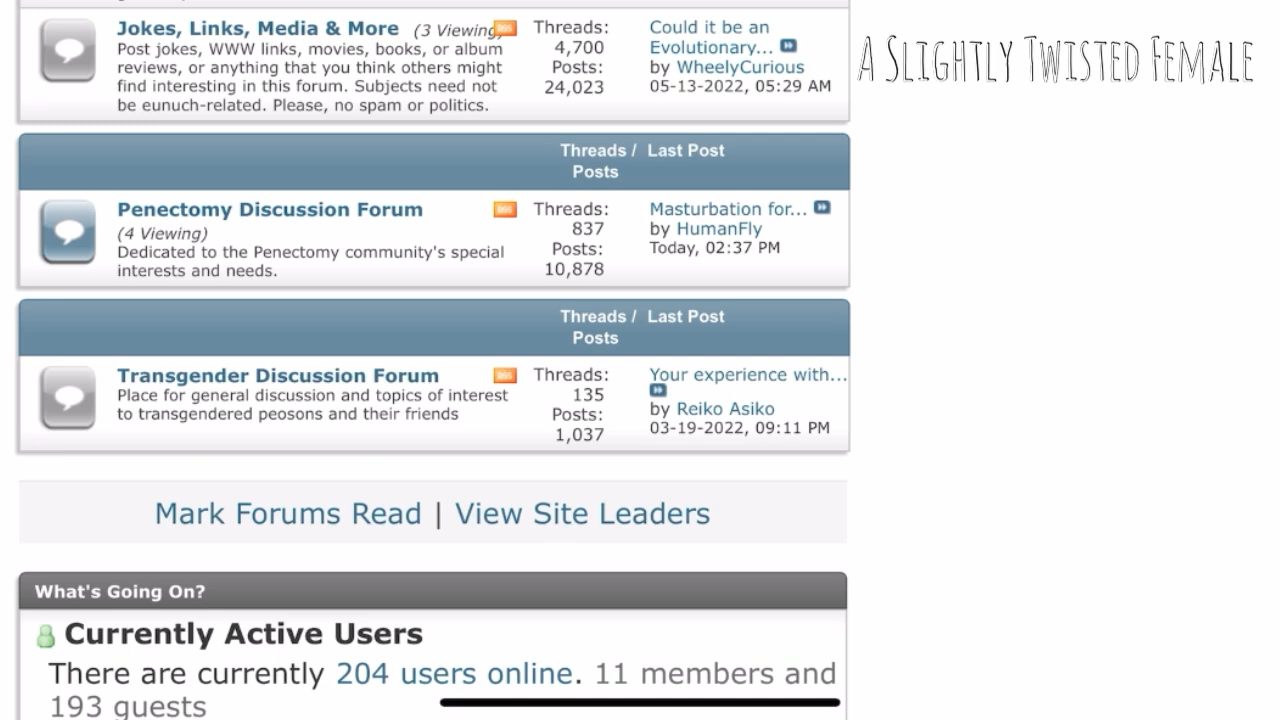 Jokes, Links, Media & More (3 Viewing
Post jokes, WWW links, movies, books, or album
reviews, or anything that you think others might
find interesting in this forum. Subjects need not
be eunuch-related. Please, no spam or politics.
Threads:
4,700
Posts:
24,023
Could it be an
Evolutionary...
by WheelyCurious
05-13-2022, 05:29 AM
A Slightly Twisted Female
Threads / Last Post
Posts
Penectomy Discussion Forum
(4 Viewing)
Dedicated to the Penectomy community's special
interests and needs.
Threads:
837
Posts:
10,878
Masturbation for...
by HumanFly
Today, 02:37 PM
Threads / Last Post
Posts
Transgender Discussion Forum
Place for general discussion and topics of interest
to transgendered peosons and their friends
Threads:
135
Posts:
1,037
Your experience with...
by Reiko Asiko
03-19-2022, 09:11 PM
Mark Forums Read | View Site Leaders
What's Going On?
Currently Active Users
There are currently 204 users online. 11 members and
193 guests